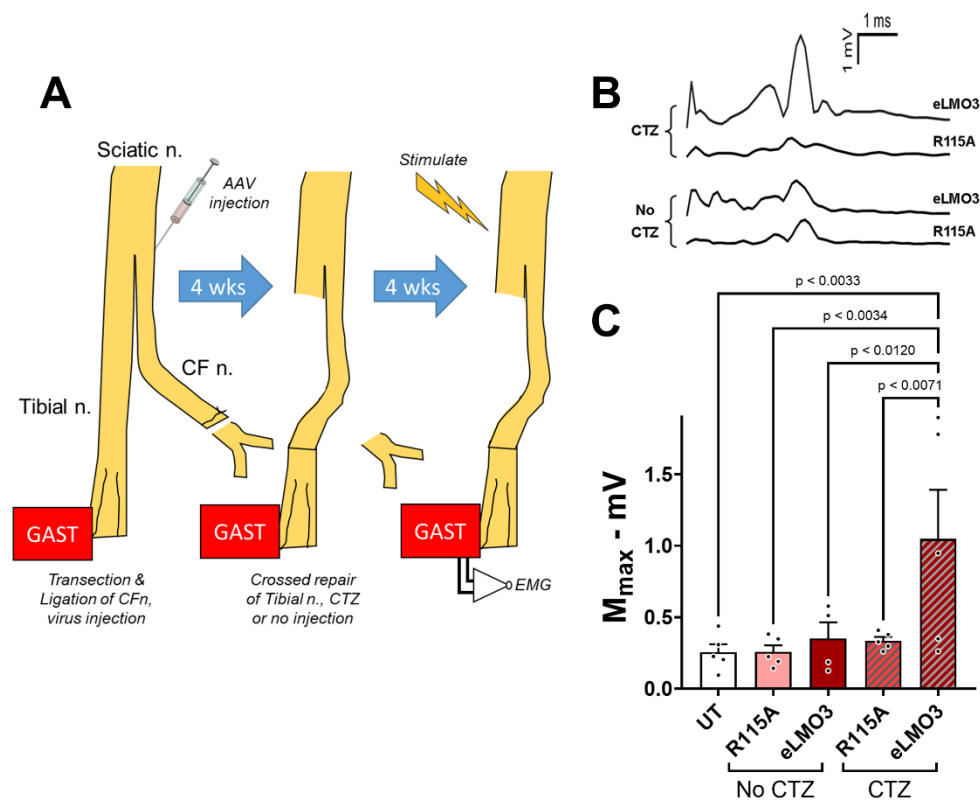 A
Sciatic n.
AAV
injection
4 wks
CF n.
Tibial n.
GAST
Transection &
Ligation of CFn,
virus injection
GAST
Crossed repair
of Tibial n., CTZ
or no injection
4 wks
Stimulate
GAST
EMG
B
1 ms
1 mV
CTZ
eLMO3
R115A
No
CTZ
eLMO3
R115A
C
p < 0.0033
p < 0.0034
p < 0.0120
p < 0.0071
Mmax - mV
1.5
1.0
0.5
0.0
UT
R115A
eLMO3
R115A
eLMO3
No CTZ
CTZ